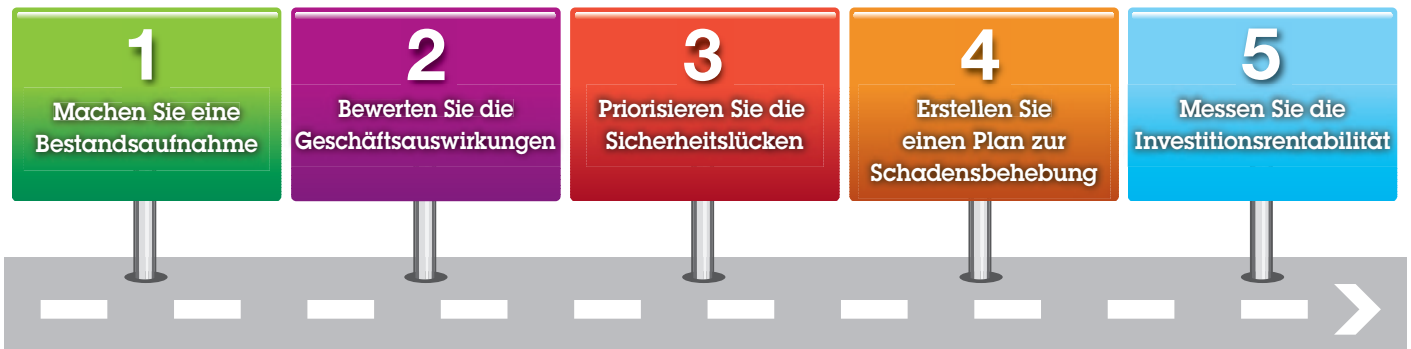 1
Machen Sie eine
Bestandsaufnahme
2
Bewerten Sie die
Geschäftsauswirkungen
3
Priorisieren Sie die
Sicherheitslücken
4
Erstellen Sie
einen Plan zur
Schadensbehebung
5
Messen Sie die
Investitionsrentabilität